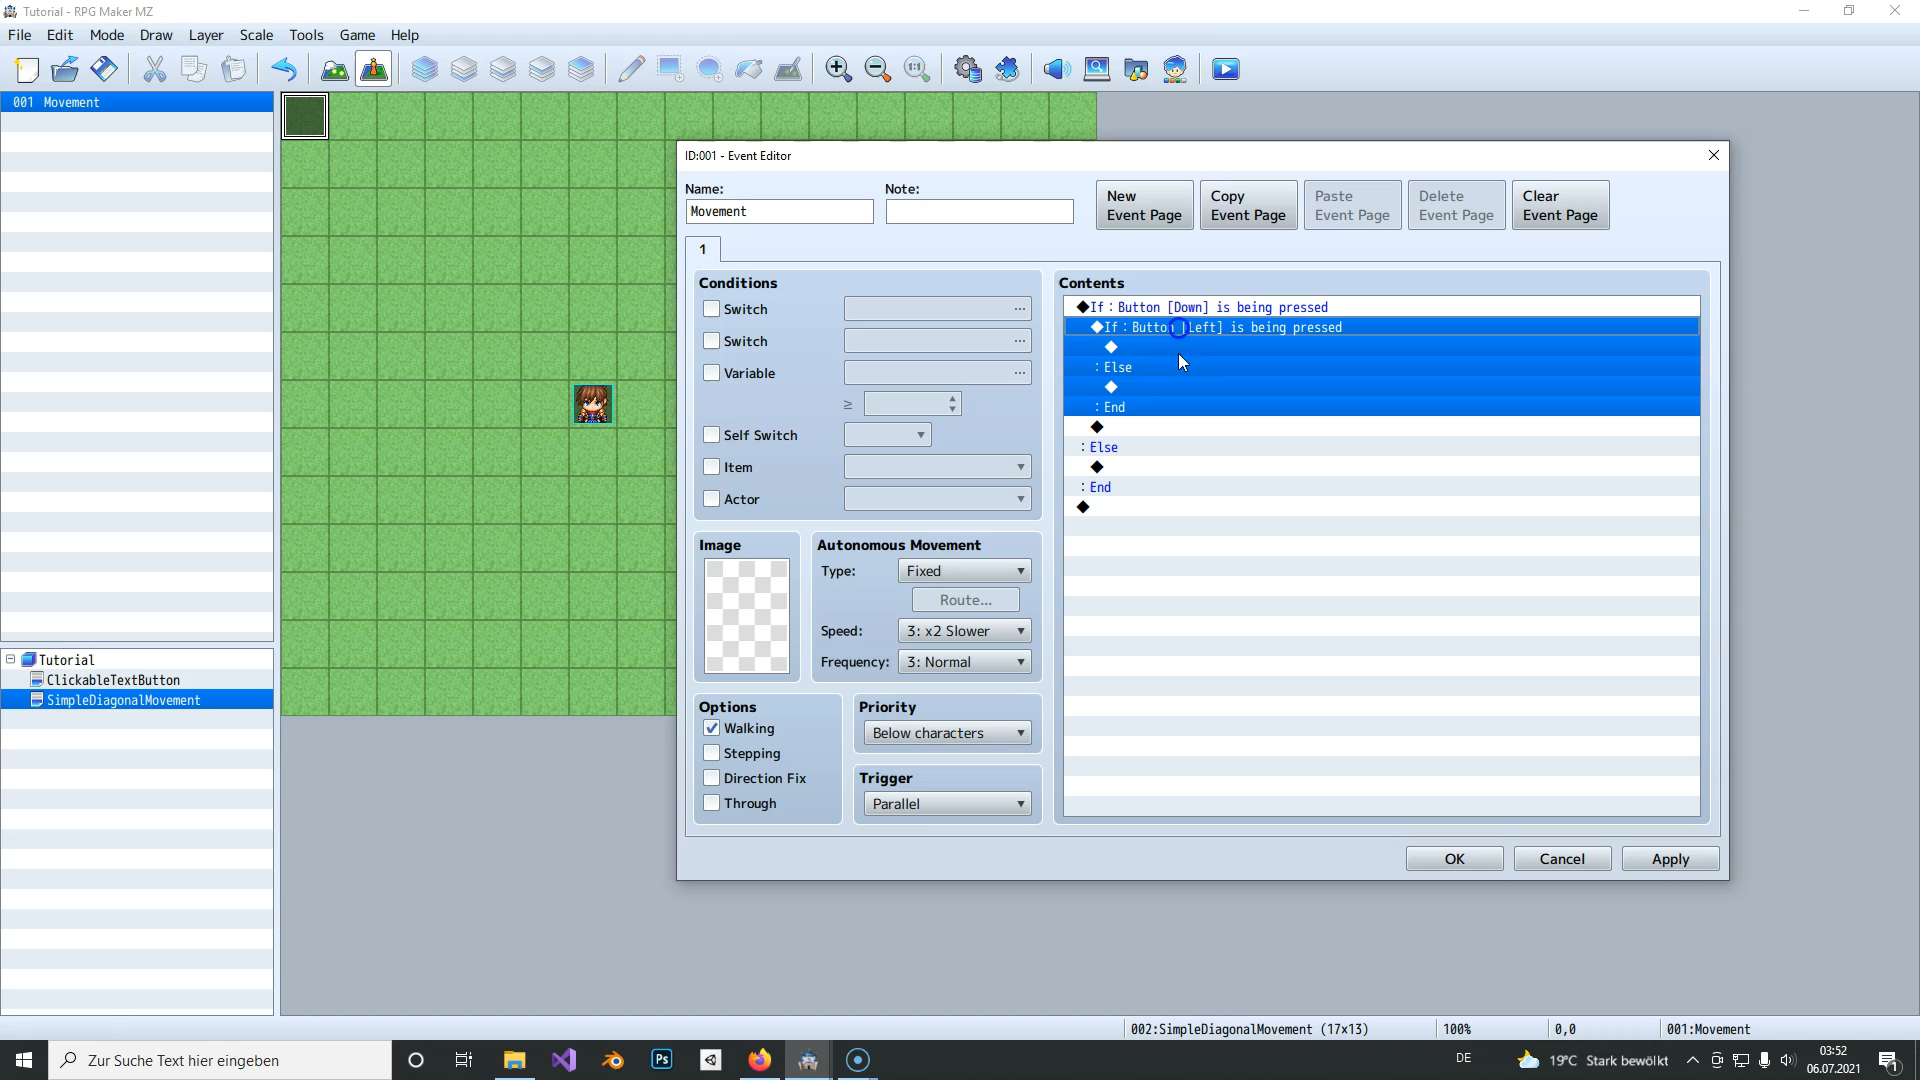 Tutorial - RPG Maker MZ
File Edit Mode Draw Layer Scale Tools Game Help
1:1
001 Movement
ID:001 - Event Editor
Name: Note:
Movement
New Event Page
Copy Event Page
Paste Event Page
Delete Event Page
Clear Event Page
1
Conditions
Switch ...
Switch ...
Variable ...
≥
Self Switch
Item
Actor
Image
Autonomous Movement
Type: Fixed
Route...
Speed: 3: x2 Slower
Frequency: 3: Normal
Options
Walking
Stepping
Direction Fix
Through
Priority
Below characters
Trigger
Parallel
Contents
◆If：Button [Down] is being pressed
◆If：Button [Left] is being pressed
◆
：Else
◆
：End
◆
：Else
◆
：End
◆
OK Cancel Apply
Tutorial
ClickableTextButton
SimpleDiagonalMovement
002:SimpleDiagonalMovement (17x13) 100% 0,0 001:Movement
Zur Suche Text hier eingeben
Ps
DE
19°C Stark bewölkt
03:52
06.07.2021
1